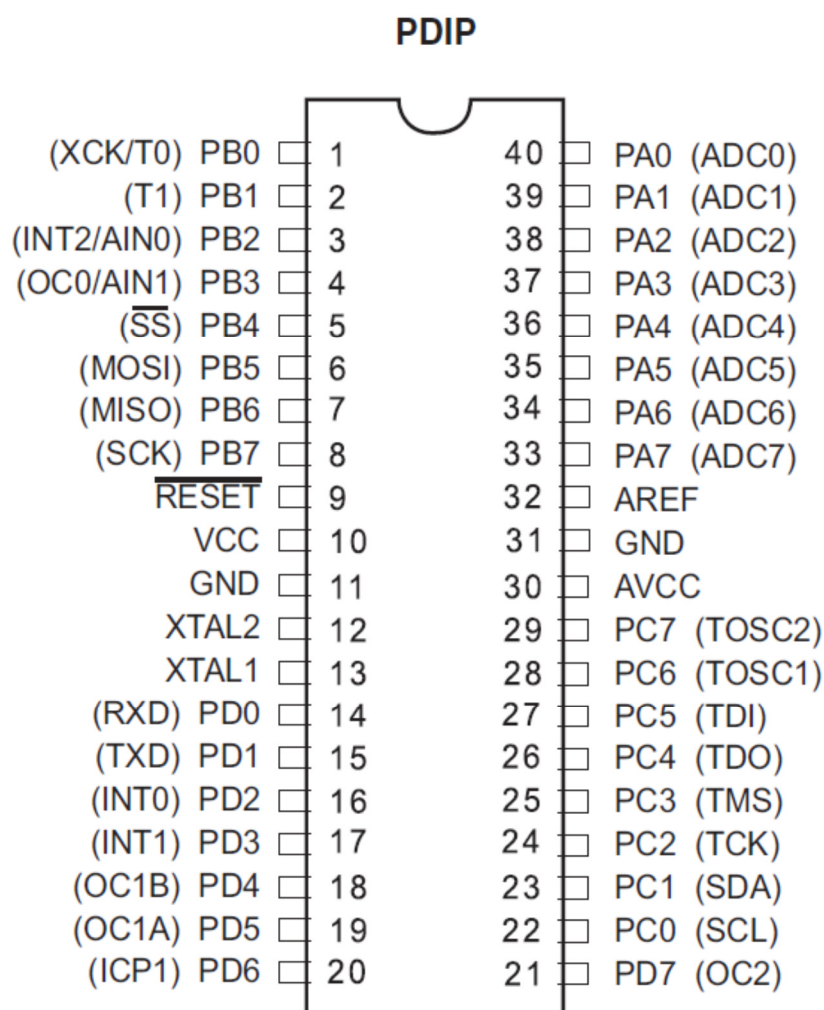 PDIP
(XCK/T0) PB0 1 40 PA0 (ADC0)
(T1) PB1 2 39 PA1 (ADC1)
(INT2/AIN0) PB2 3 38 PA2 (ADC2)
(OC0/AIN1) PB3 4 37 PA3 (ADC3)
(SS) PB4 5 36 PA4 (ADC4)
(MOSI) PB5 6 35 PA5 (ADC5)
(MISO) PB6 7 34 PA6 (ADC6)
(SCK) PB7 8 33 PA7 (ADC7)
RESET 9 32 AREF
VCC 10 31 GND
GND 11 30 AVCC
XTAL2 12 29 PC7 (TOSC2)
XTAL1 13 28 PC6 (TOSC1)
(RXD) PD0 14 27 PC5 (TDI)
(TXD) PD1 15 26 PC4 (TDO)
(INT0) PD2 16 25 PC3 (TMS)
(INT1) PD3 17 24 PC2 (TCK)
(OC1B) PD4 18 23 PC1 (SDA)
(OC1A) PD5 19 22 PC0 (SCL)
(ICP1) PD6 20 21 PD7 (OC2)